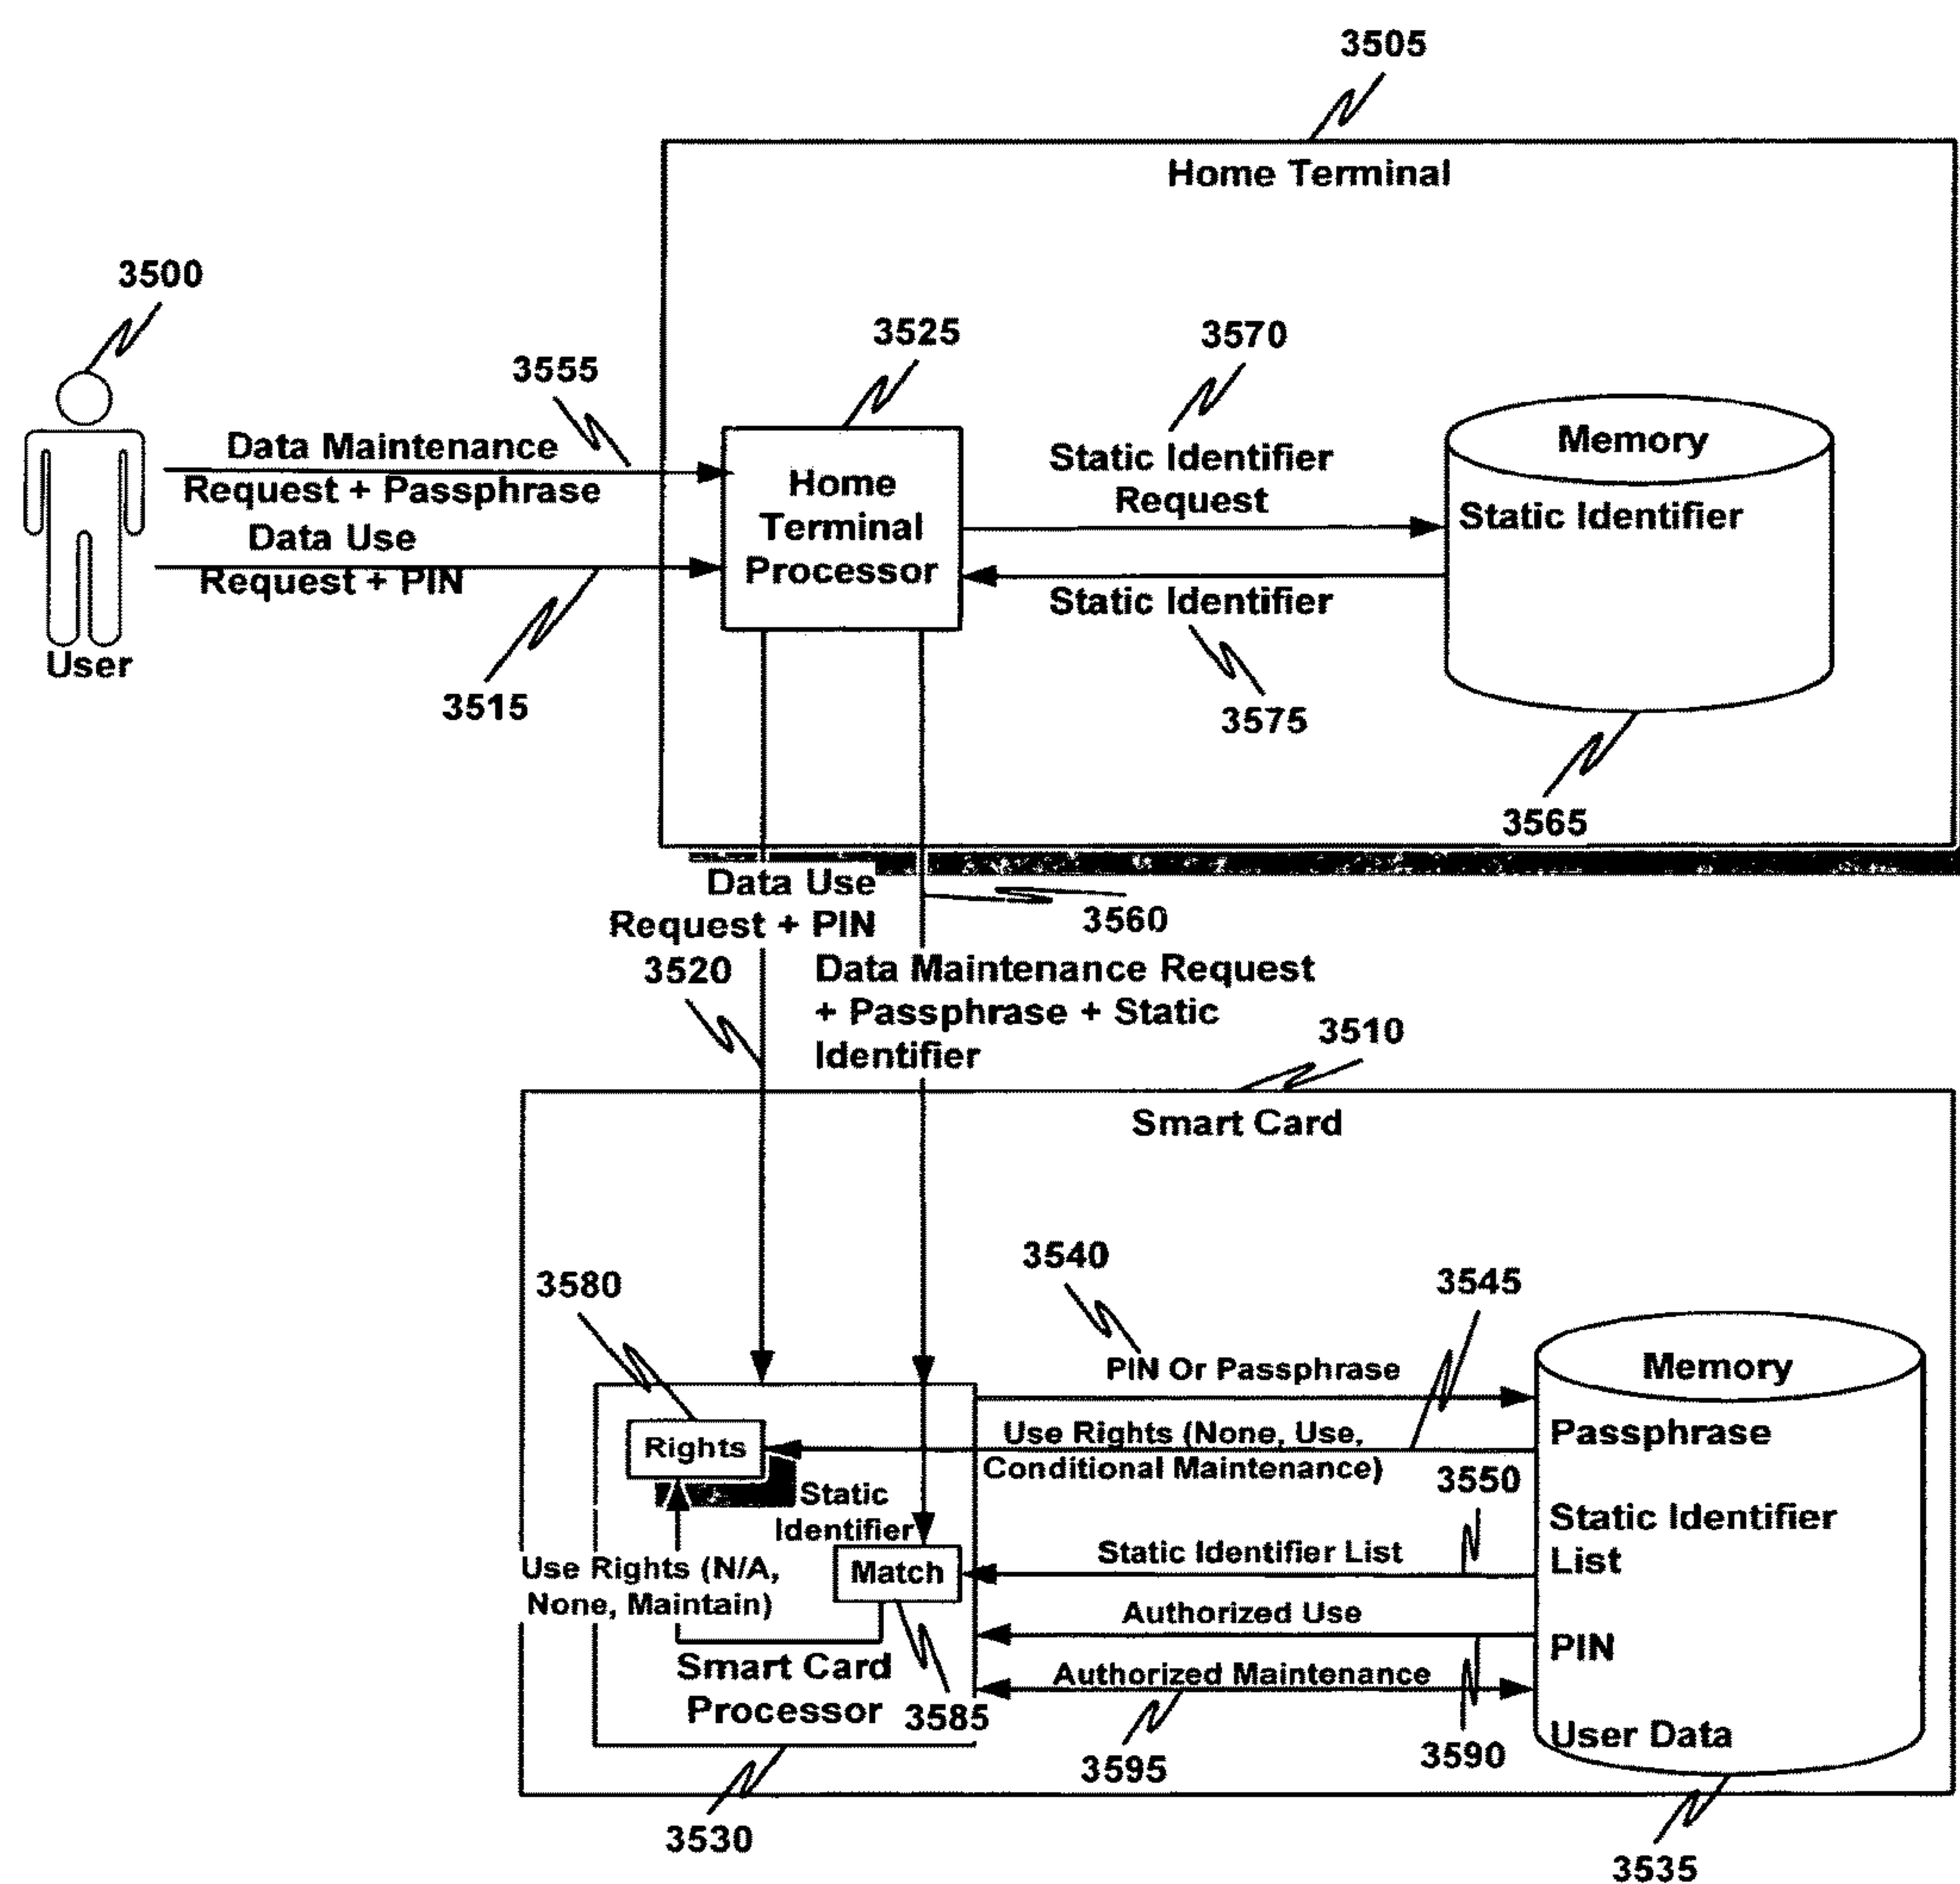 3505
Home Terminal
3500
3525
3570
3555
Data Maintenance
Request + Passphrase
Data Use
Request + PIN
User
3515
Home
Terminal
Processor
Static Identifier
Request
Static Identifier
3575
Memory
Static Identifier
3565
Data Use
Request + PIN
3520
3560
Data Maintenance Request
+ Passphrase + Static
Identifier
3510
Smart Card
3540
3545
3580
PIN Or Passphrase
Rights
Use Rights (None, Use,
Conditional Maintenance)
3550
Static
Identifier
Use Rights (N/A,
None, Maintain)
Match
Static Identifier List
Authorized Use
Authorized Maintenance
Smart Card
Processor
3585
3595
3590
Memory
Passphrase
Static Identifier
List
PIN
User Data
3530
3535